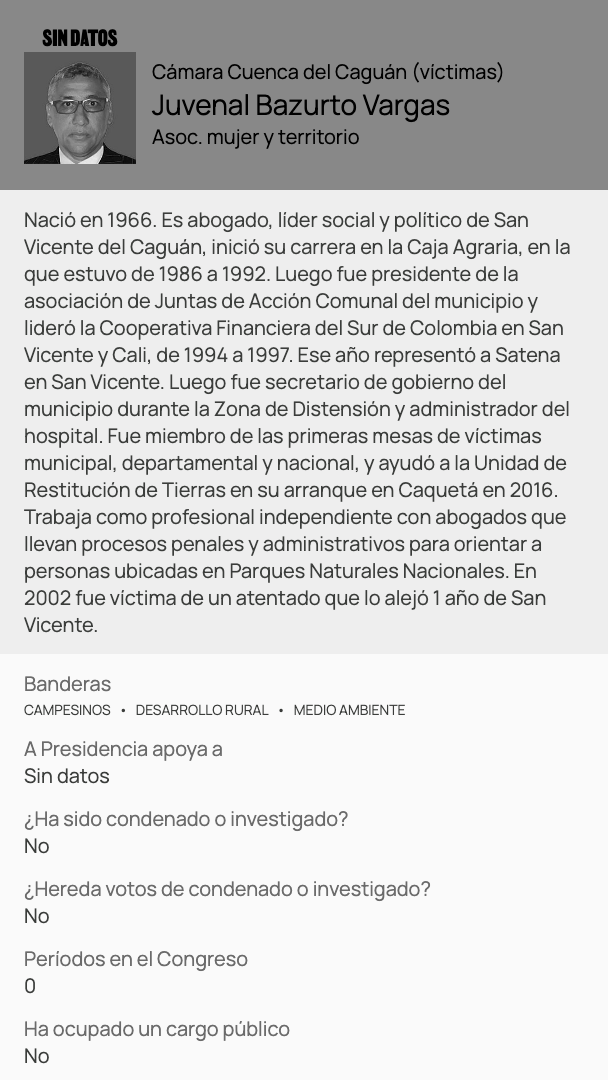 SIN DATOS
Cámara Cuenca del Caguán (víctimas)
Juvenal Bazurto Vargas
Asoc. mujer y territorio
Nació en 1966. Es abogado, líder social y político de San
Vicente del Caguán, inició su carrera en la Caja Agraria, en la
que estuvo de 1986 a 1992. Luego fue presidente de la
asociación de Juntas de Acción Comunal del municipio y
lideró la Cooperativa Financiera del Sur de Colombia en San
Vicente y Cali, de 1994 a 1997. Ese año representó a Satena
en San Vicente. Luego fue secretario de gobierno del
municipio durante la Zona de Distensión y administrador del
hospital. Fue miembro de las primeras mesas de víctimas
municipal, departamental y nacional, y ayudó a la Unidad de
Restitución de Tierras en su arranque en Caquetá en 2016.
Trabaja como profesional independiente con abogados que
llevan procesos penales y administrativos para orientar a
personas ubicadas en Parques Naturales Nacionales. En
2002 fue víctima de un atentado que lo alejó 1 año de San
Vicente.
Banderas
CAMPESINOS • DESARROLLO RURAL • MEDIO AMBIENTE
A Presidencia apoya a
Sin datos
¿Ha sido condenado o investigado?
No
¿Hereda votos de condenado o investigado?
No
Períodos en el Congreso
0
Ha ocupado un cargo público
No